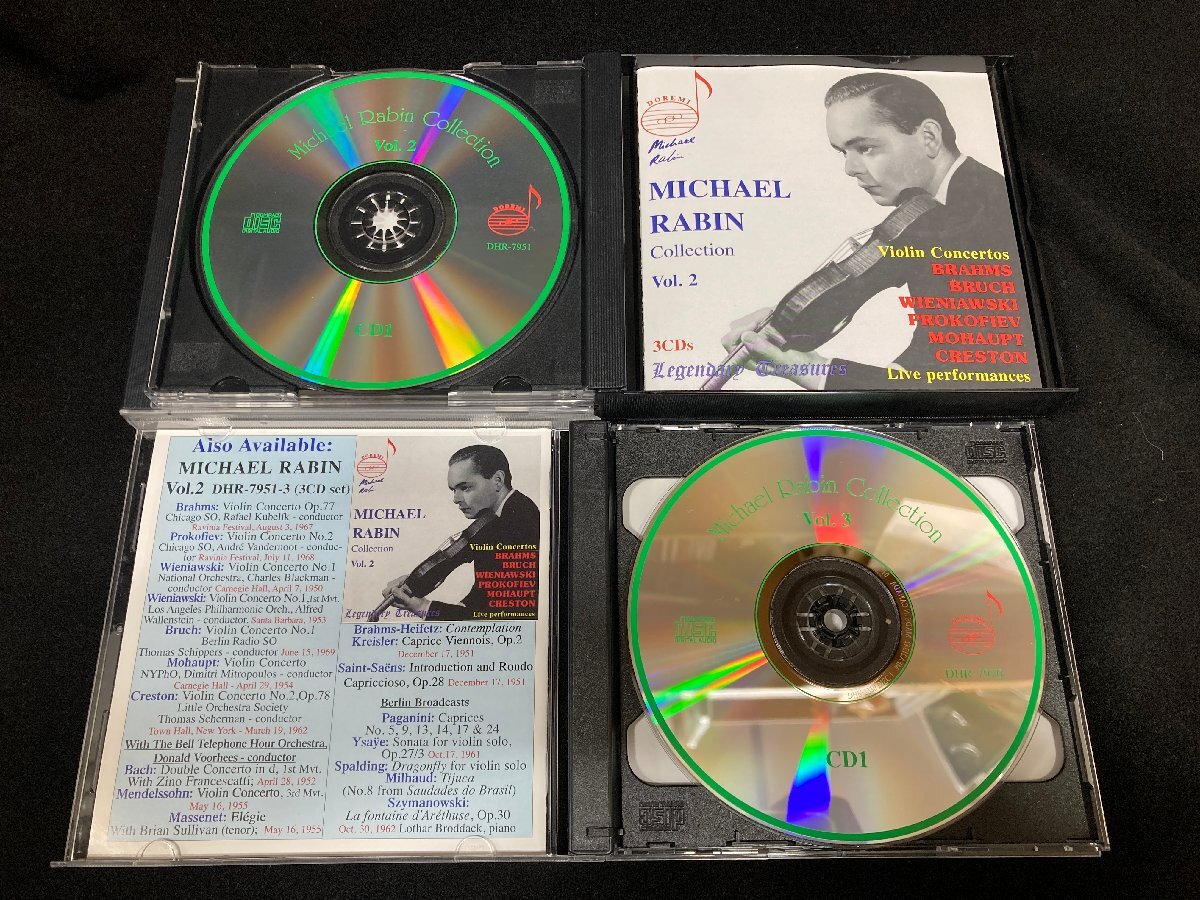 Michael Rabin Collection
Vol. 2
COMPACT
DISC
DIGITAL AUDIO
DOREMI
DHR-7951
CD1
DOREMI
Michael
Rabin
MICHAEL
RABIN
Collection
Vol. 2
Violin Concertos
BRAHMS
BRUCH
WIENIAWSKI
PROKOFIEV
MOHAUPT
CRESTON
3CDs
Legendary Treasures
Live performances
Also Available:
MICHAEL RABIN
Vol.2 DHR-7951-3 (3CD set)
Brahms: Violin Concerto Op.77
Chicago SO, Rafael Kubelík - conductor
Ravinia Festival, August 3, 1967
Prokofiev: Violin Concerto No.2
Chicago SO, André Vandernoot - conduc-
tor Ravinia Festival, July 11, 1968
Wieniawski: Violin Concerto No.1
National Orchestra, Charles Blackman -
conductor Carnegie Hall, April 7, 1950
Wieniawski: Violin Concerto No.1,1st Mvt.
Los Angeles Philharmonic Orch., Alfred
Wallenstein - conductor, Santa Barbara, 1953
Bruch: Violin Concerto No.1
Berlin Radio SO
Thomas Schippers - conductor June 15, 1969
Mohaupt: Violin Concerto
NYPhO, Dimitri Mitropoulos - conductor
Carnegie Hall - April 29, 1954
Creston: Violin Concerto No.2,Op.78
Little Orchestra Society
Thomas Scherman - conductor
Town Hall, New York - March 19, 1962
With The Bell Telephone Hour Orchestra,
Donald Voorhees - conductor
Bach: Double Concerto in d, 1st Mvt.
With Zino Francescatti; April 28, 1952
Mendelssohn: Violin Concerto, 3rd Mvt.
May 16, 1955
Massenet: Elégie
With Brian Sullivan (tenor); May 16, 1955
DOREMI
Michael
Rabin
MICHAEL
RABIN
Collection
Vol. 2
Violin Concertos
BRAHMS
BRUCH
WIENIAWSKI
PROKOFIEV
MOHAUPT
CRESTON
Legendary Treasures
Live performances
Brahms-Heifetz: Contemplation
Kreisler: Caprice Viennois, Op.2
December 17, 1951
Saint-Saëns: Introduction and Rondo
Capriccioso, Op.28 December 17, 1951
Berlin Broadcasts
Paganini: Caprices
No. 5, 9, 13, 14, 17 & 24
Ysaÿe: Sonata for violin solo,
Op.27/3 Oct.17, 1961
Spalding: Dragonfly for violin solo
Milhaud: Tijuca
(No.8 from Saudades do Brasil)
Szymanowski:
La fontaine d'Aréthuse, Op.30
Oct. 30, 1962 Lothar Broddack, piano
Michael Rabin Collection
Vol. 3
COMPACT
DISC
DIGITAL AUDIO
CD1